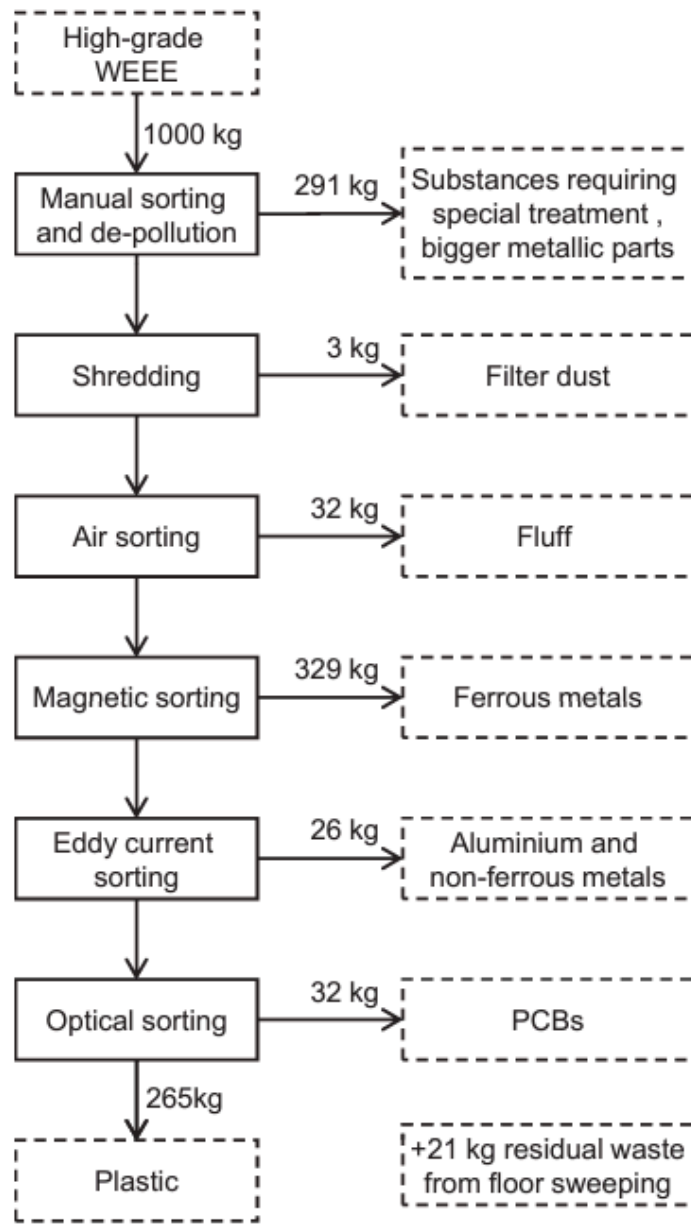 High-grade
WEEE
1000 kg
Manual sorting
and de-pollution
291 kg
Substances requiring
special treatment ,
bigger metallic parts
Shredding
3 kg
Filter dust
Air sorting
32 kg
Fluff
Magnetic sorting
329 kg
Ferrous metals
Eddy current
sorting
26 kg
Aluminium and
non-ferrous metals
Optical sorting
32 kg
PCBs
265kg
Plastic
+21 kg residual waste
from floor sweeping